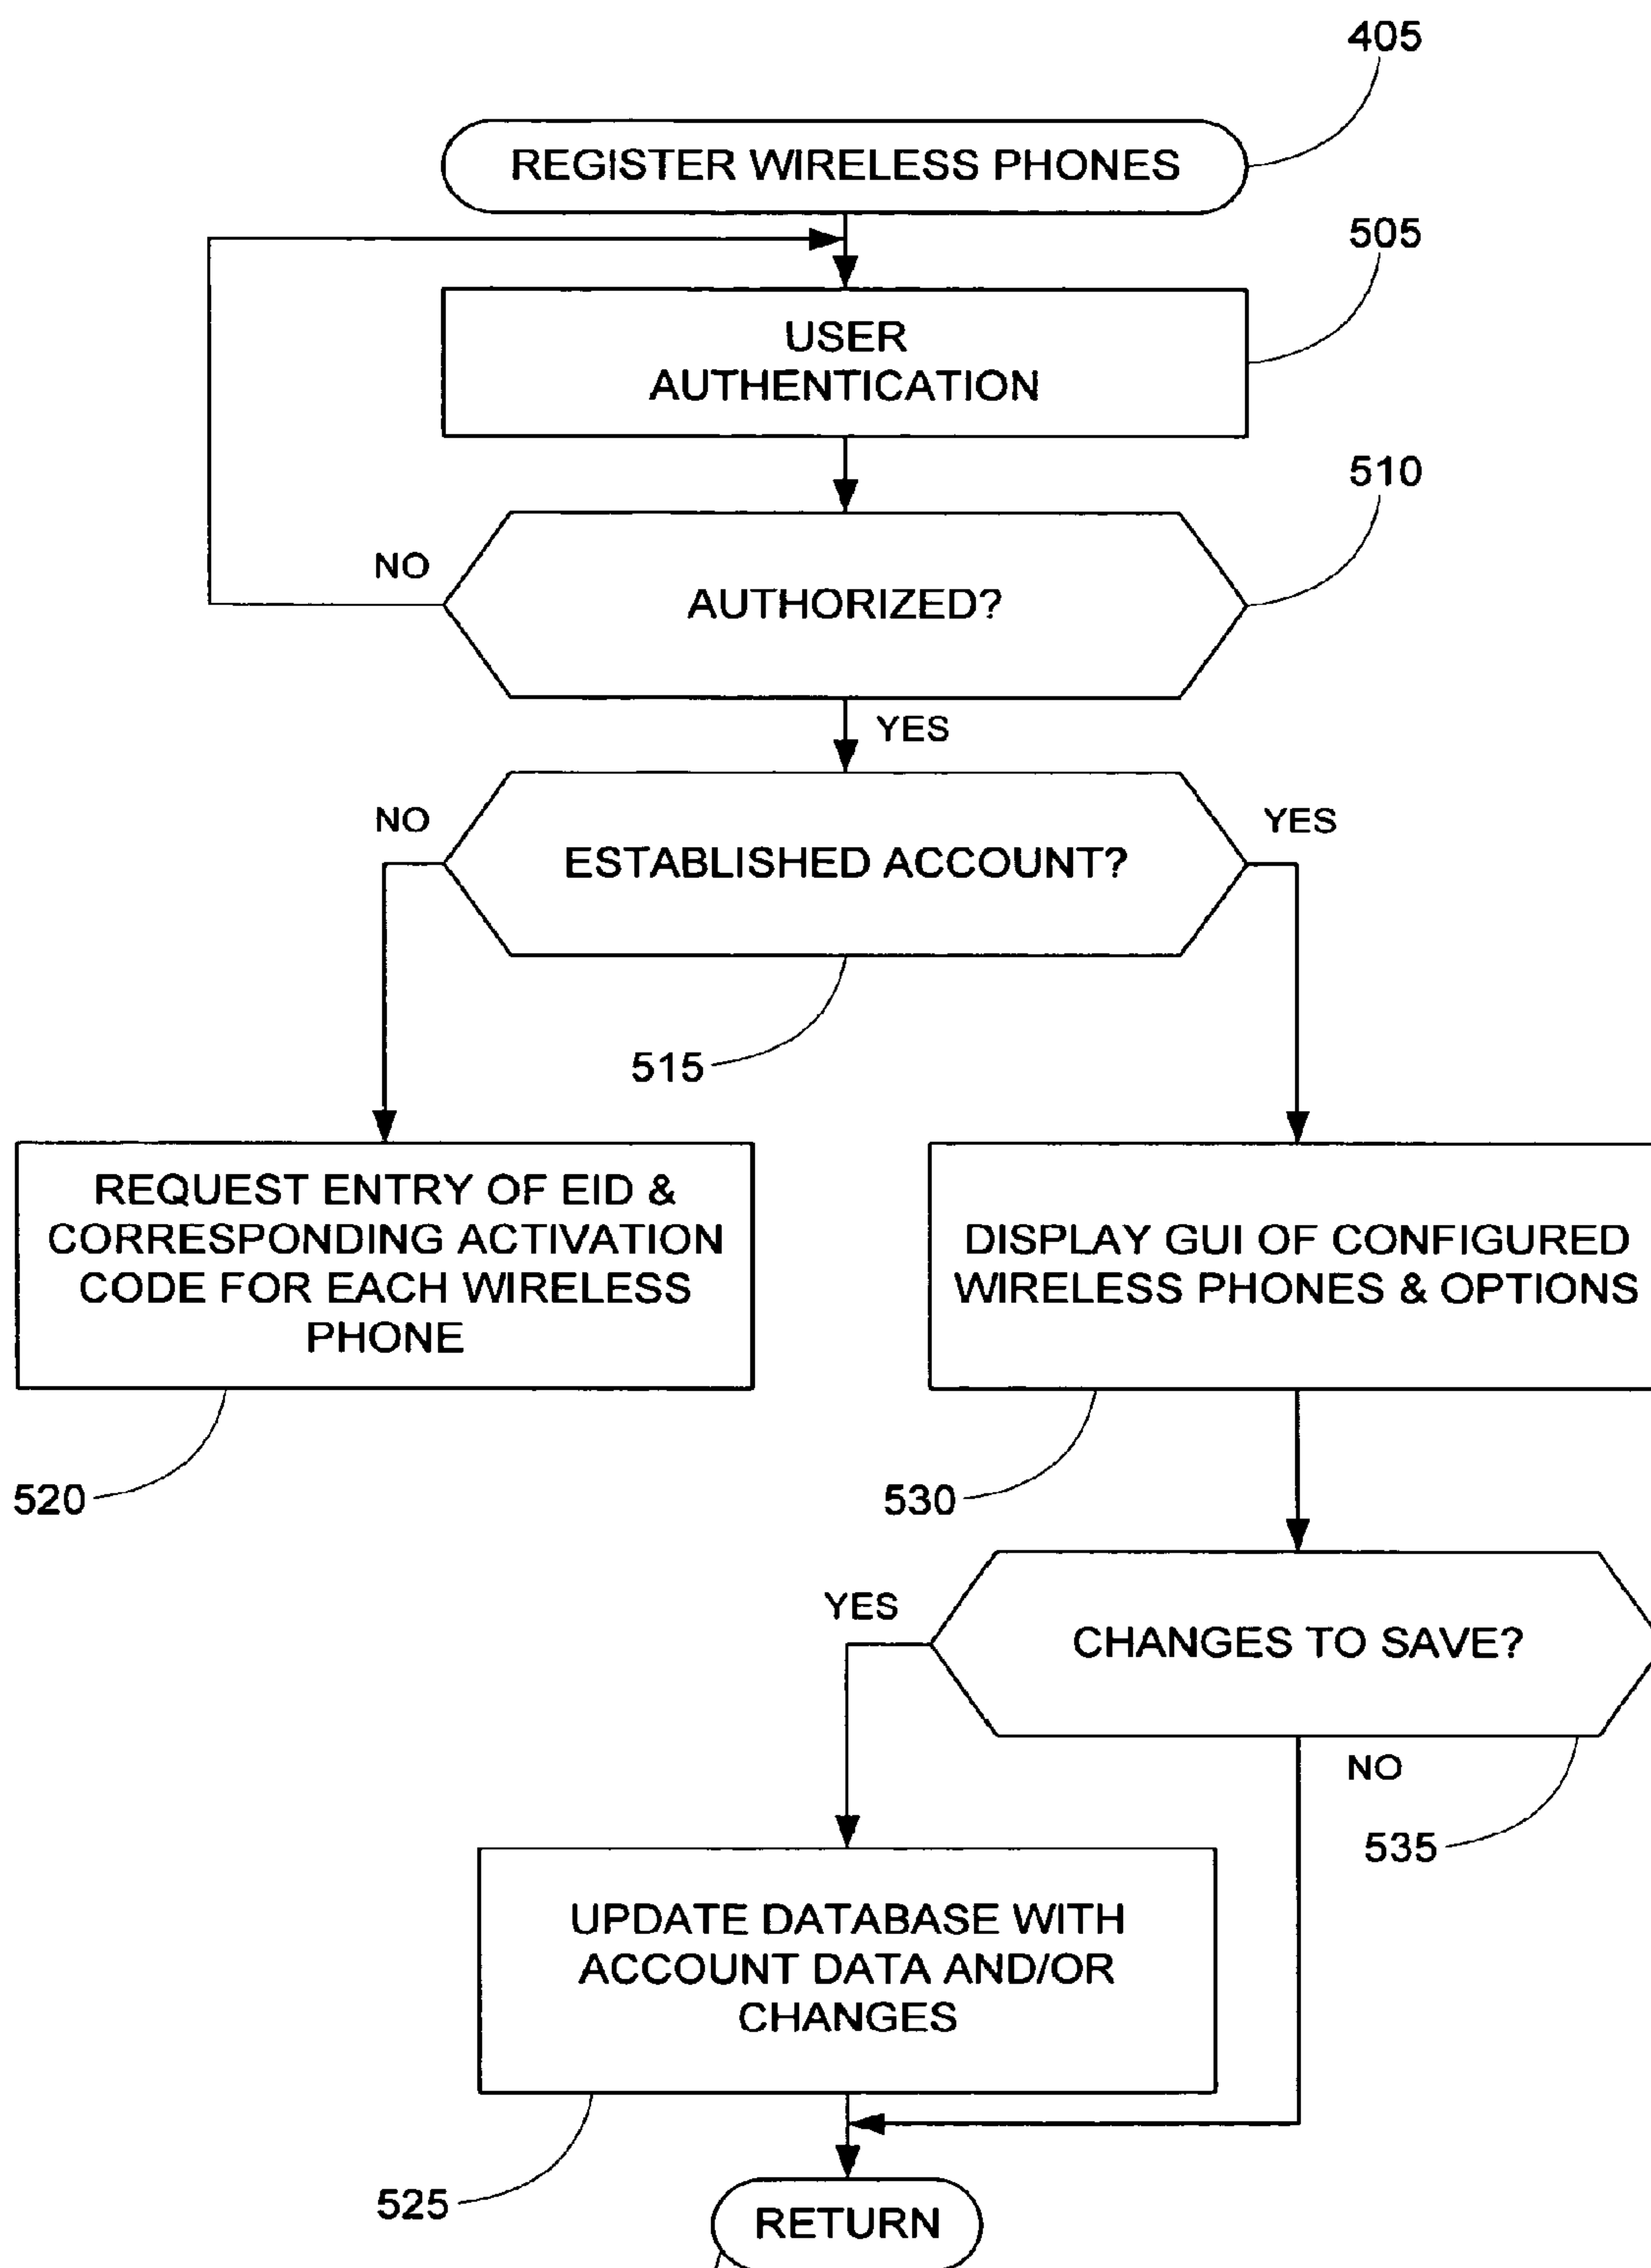 405
REGISTER WIRELESS PHONES
505
USER
AUTHENTICATION
510
NO
AUTHORIZED?
YES
NO
YES
ESTABLISHED ACCOUNT?
515
REQUEST ENTRY OF EID &
CORRESPONDING ACTIVATION
CODE FOR EACH WIRELESS
PHONE
DISPLAY GUI OF CONFIGURED
WIRELESS PHONES & OPTIONS
520
530
YES
CHANGES TO SAVE?
NO
535
UPDATE DATABASE WITH
ACCOUNT DATA AND/OR
CHANGES
525
RETURN